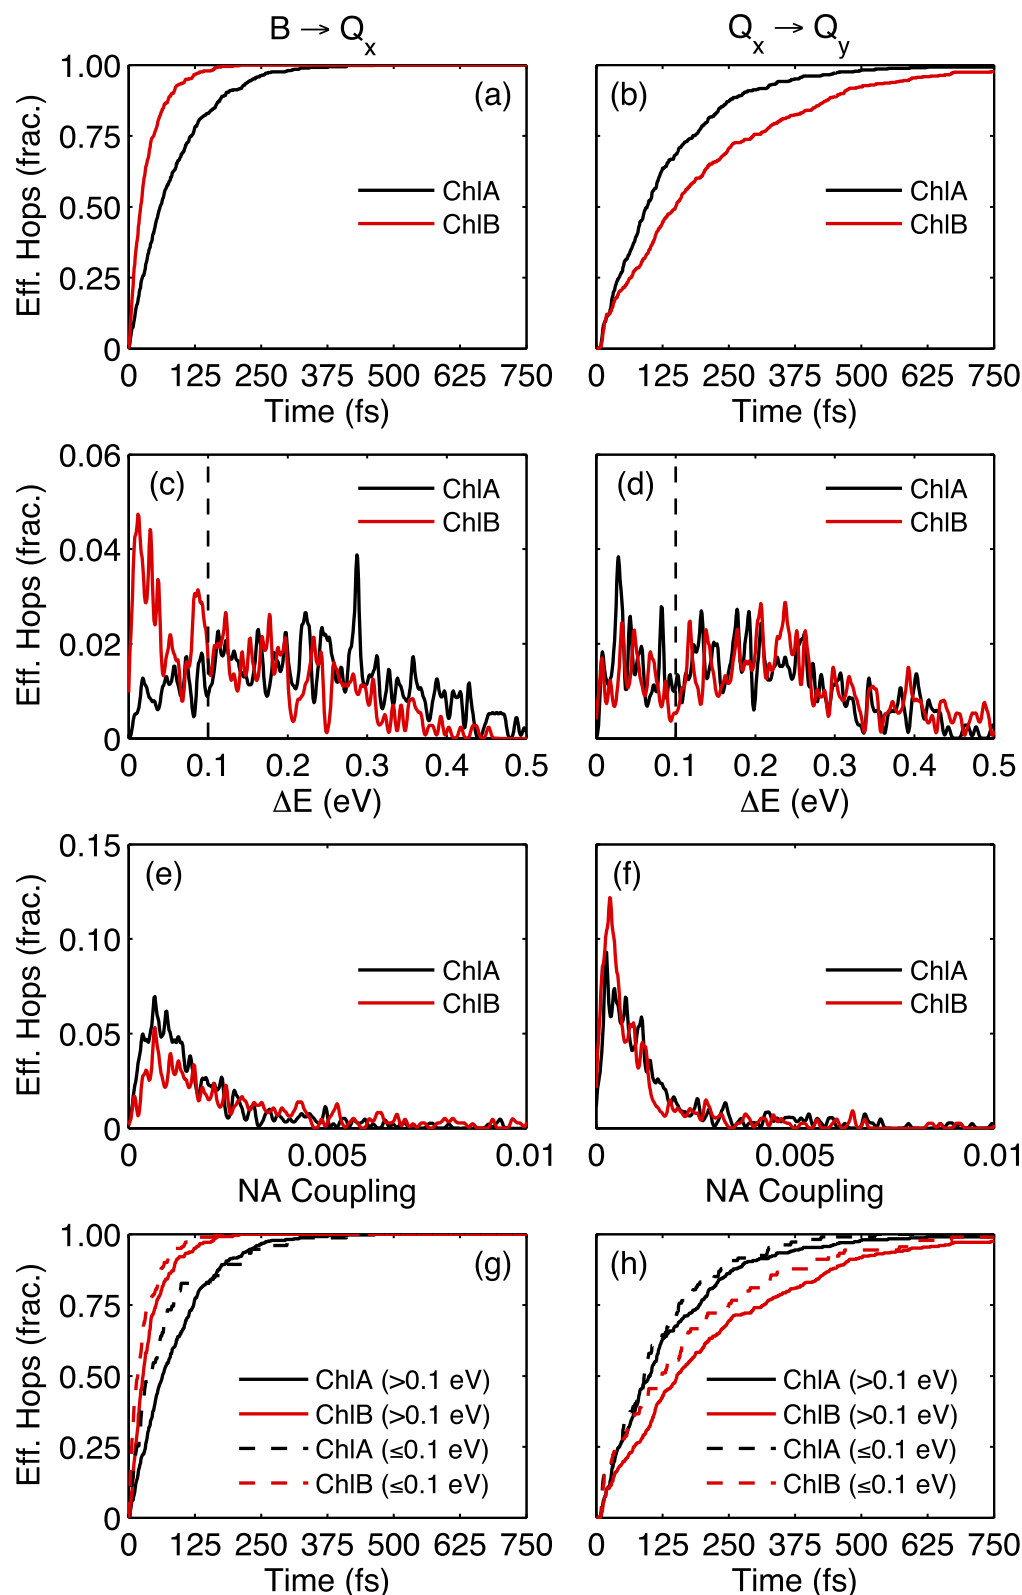 B → Qx
Qx → Qy
Eff. Hops (frac.)
1.00
0.75
0.50
0.25
0
(a)
ChlA
ChlB
0 125 250 375 500 625 750
Time (fs)
(b)
ChlA
ChlB
0 125 250 375 500 625 750
Time (fs)
Eff. Hops (frac.)
0.06
0.04
0.02
0
(c)
ChlA
ChlB
0 0.1 0.2 0.3 0.4 0.5
ΔE (eV)
(d)
ChlA
ChlB
0 0.1 0.2 0.3 0.4 0.5
ΔE (eV)
Eff. Hops (frac.)
0.15
0.10
0.05
0
(e)
ChlA
ChlB
0 0.005 0.01
NA Coupling
(f)
ChlA
ChlB
0 0.005 0.01
NA Coupling
Eff. Hops (frac.)
1.00
0.75
0.50
0.25
0
(g)
ChlA (>0.1 eV)
ChlB (>0.1 eV)
ChlA (≤0.1 eV)
ChlB (≤0.1 eV)
0 125 250 375 500 625 750
Time (fs)
(h)
ChlA (>0.1 eV)
ChlB (>0.1 eV)
ChlA (≤0.1 eV)
ChlB (≤0.1 eV)
0 125 250 375 500 625 750
Time (fs)